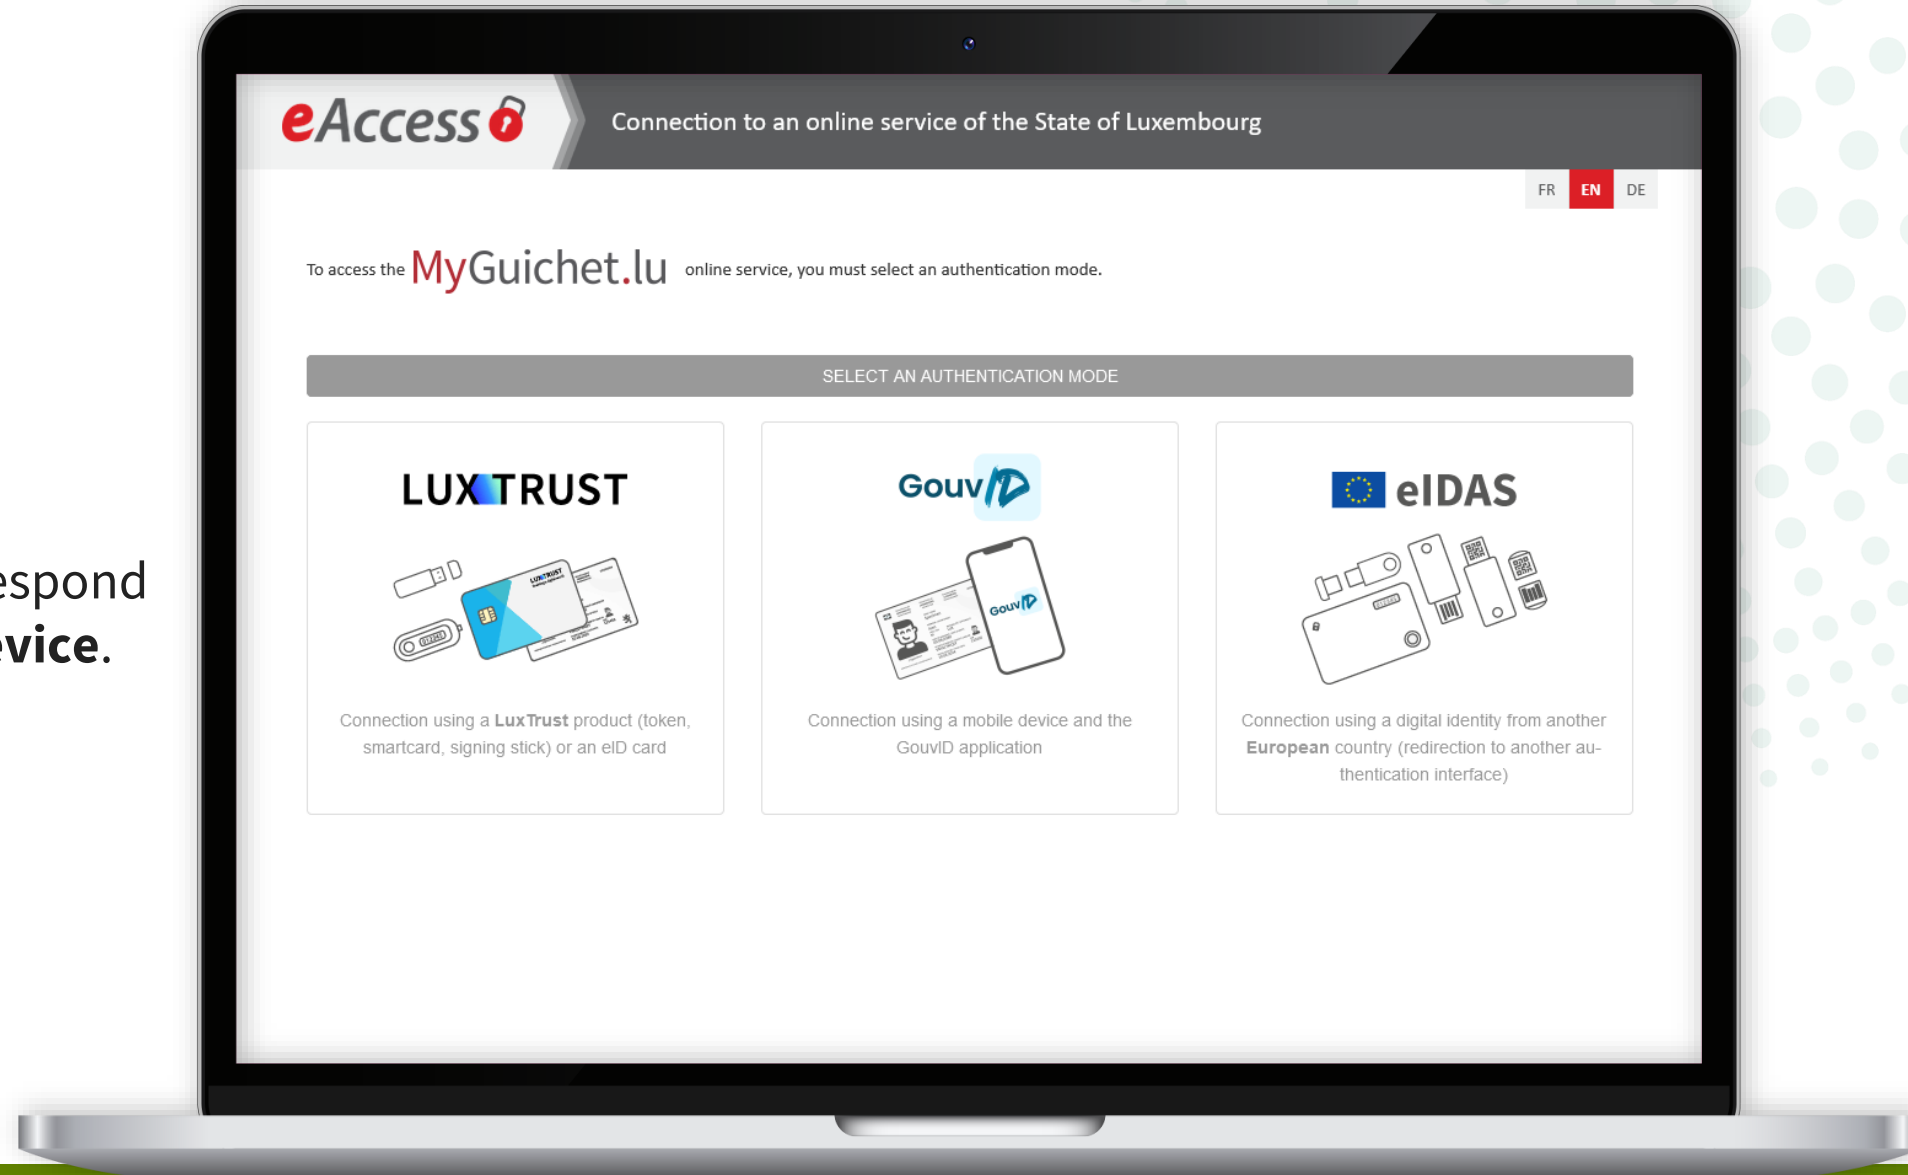 eAccess
Connection to an online service of the State of Luxembourg
FR EN DE
To access the MyGuichet.lu online service, you must select an authentication mode.
SELECT AN AUTHENTICATION MODE
LUXTRUST
Connection using a LuxTrust product (token,
smartcard, signing stick) or an eID card
GouvID
GouvID
Connection using a mobile device and the
GouvID application
eIDAS
Connection using a digital identity from another
European country (redirection to another au-
thentication interface)
espond
evice.